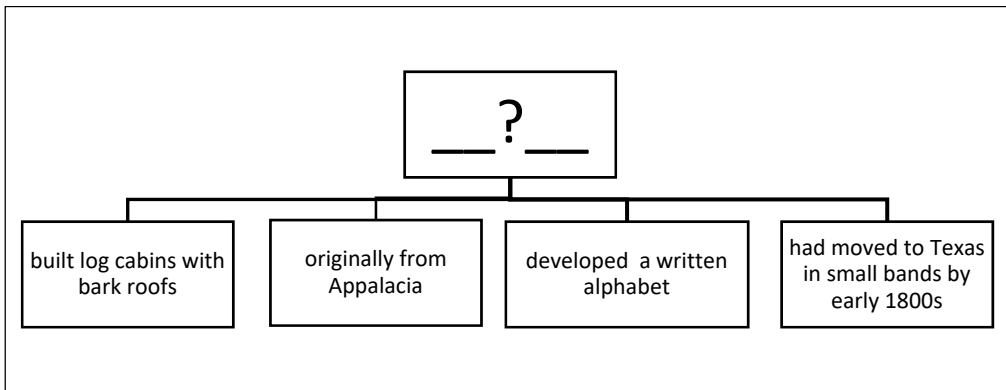 __?__
built log cabins with
bark roofs
originally from
Appalacia
developed  a written
alphabet
had moved to Texas
in small bands by
early 1800s